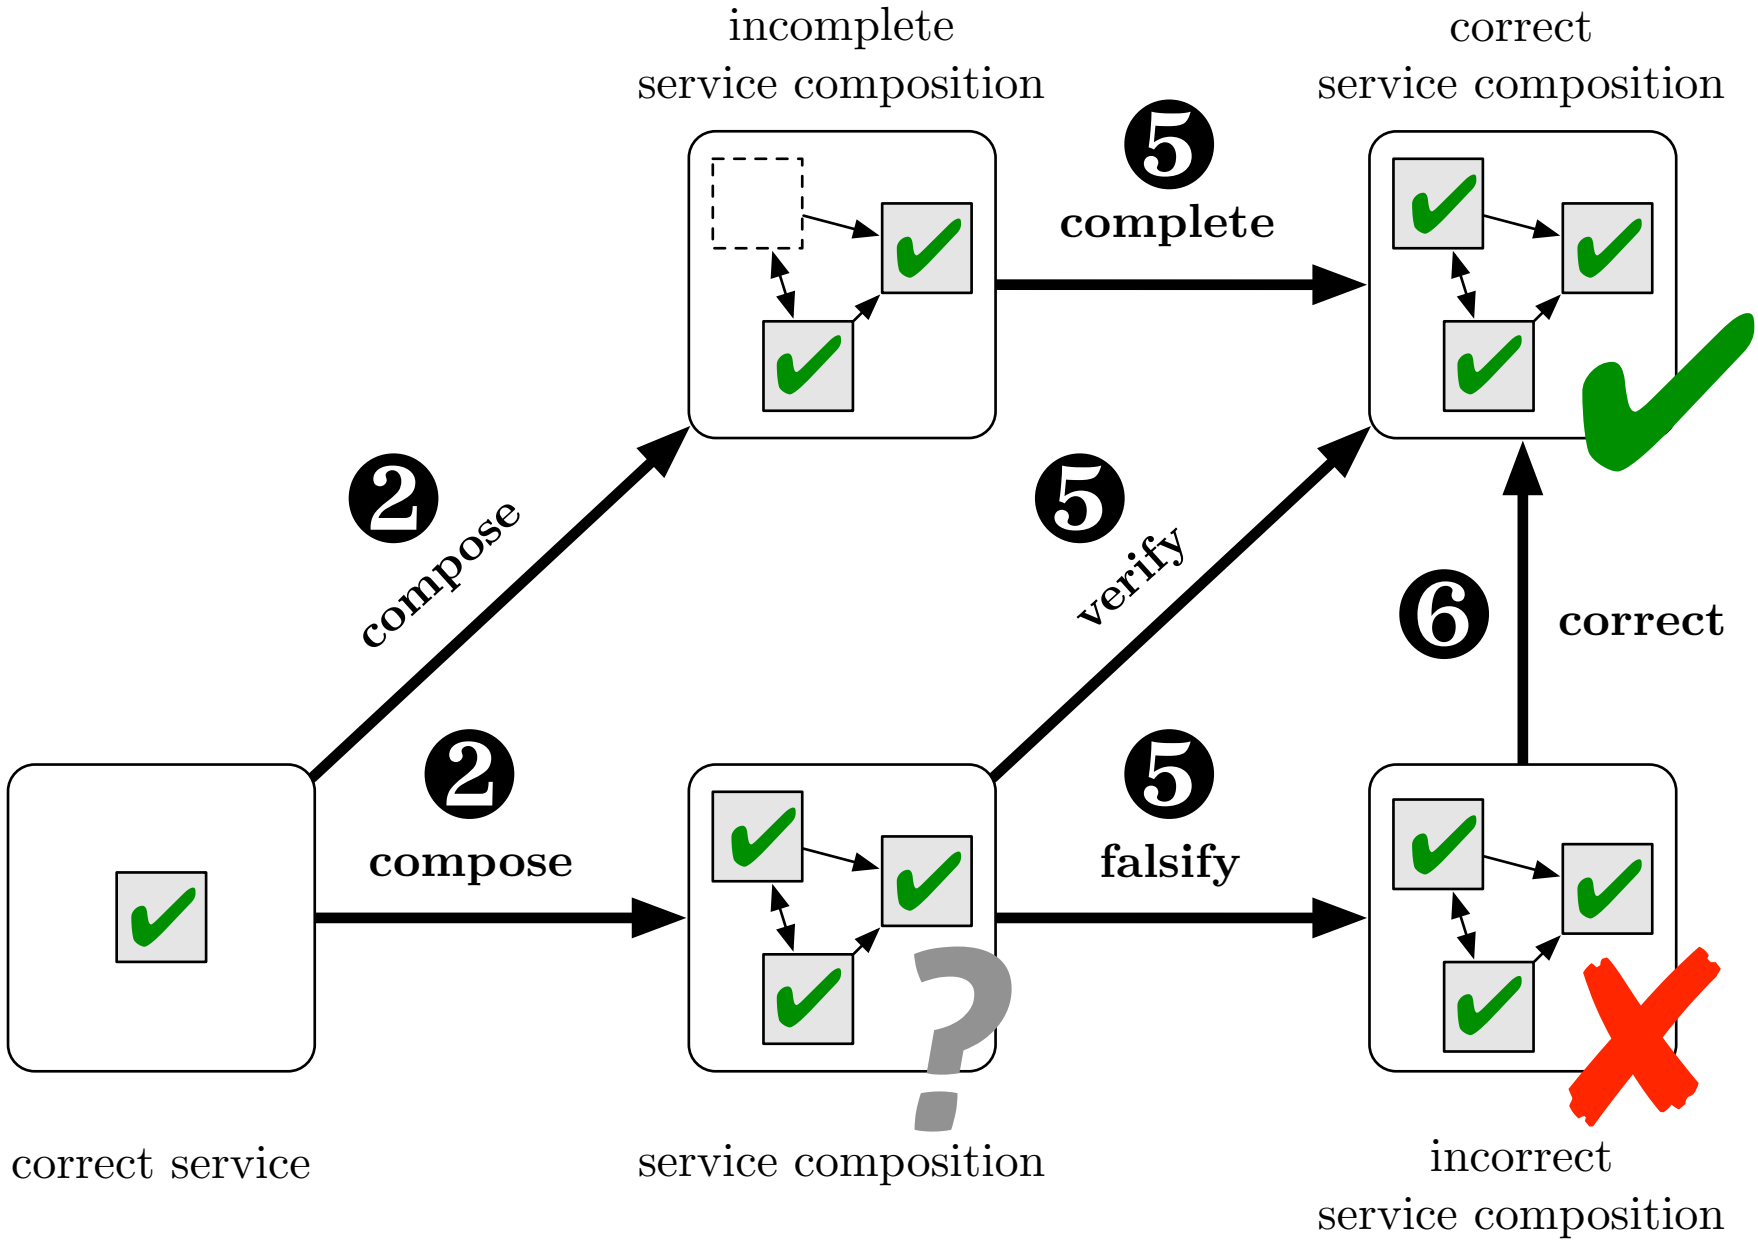 incomplete
service composition
correct
service composition
5
complete
2
compose
5
verify
6
correct
2
compose
5
falsify
?
correct service
service composition
incorrect
service composition